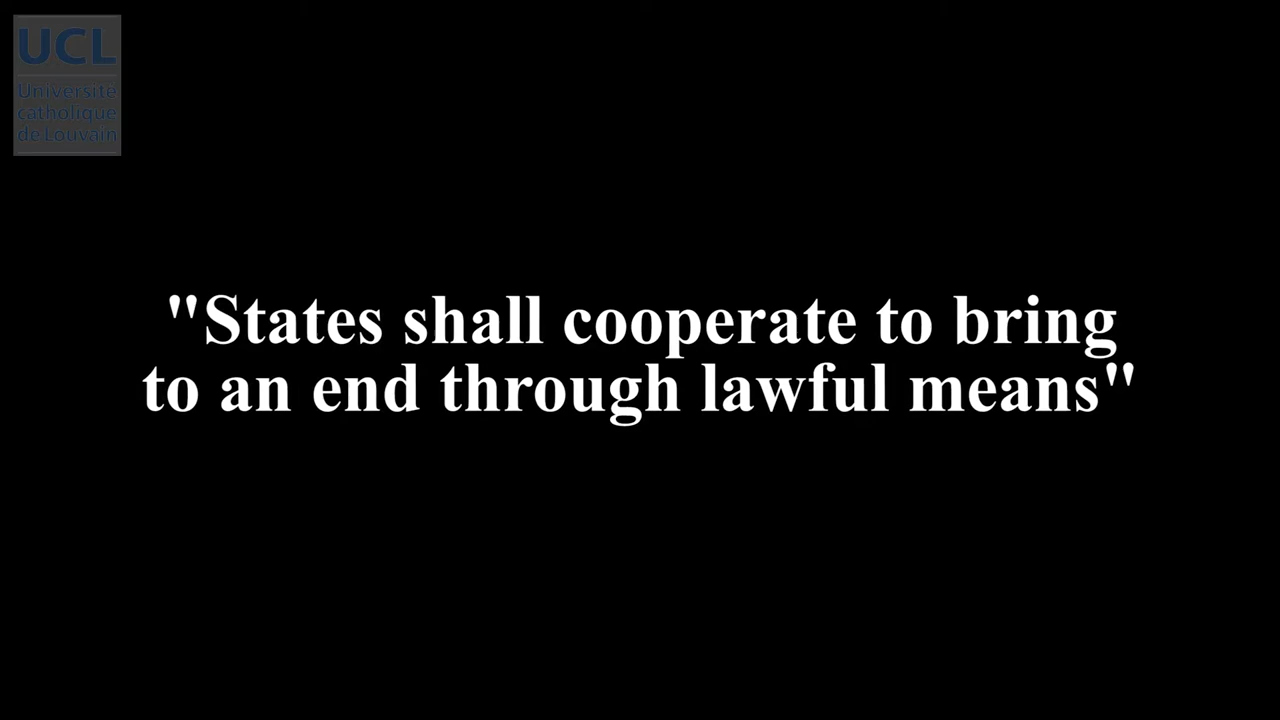 UCL
Université
catholique
de Louvain
"States shall cooperate to bring
to an end through lawful means"